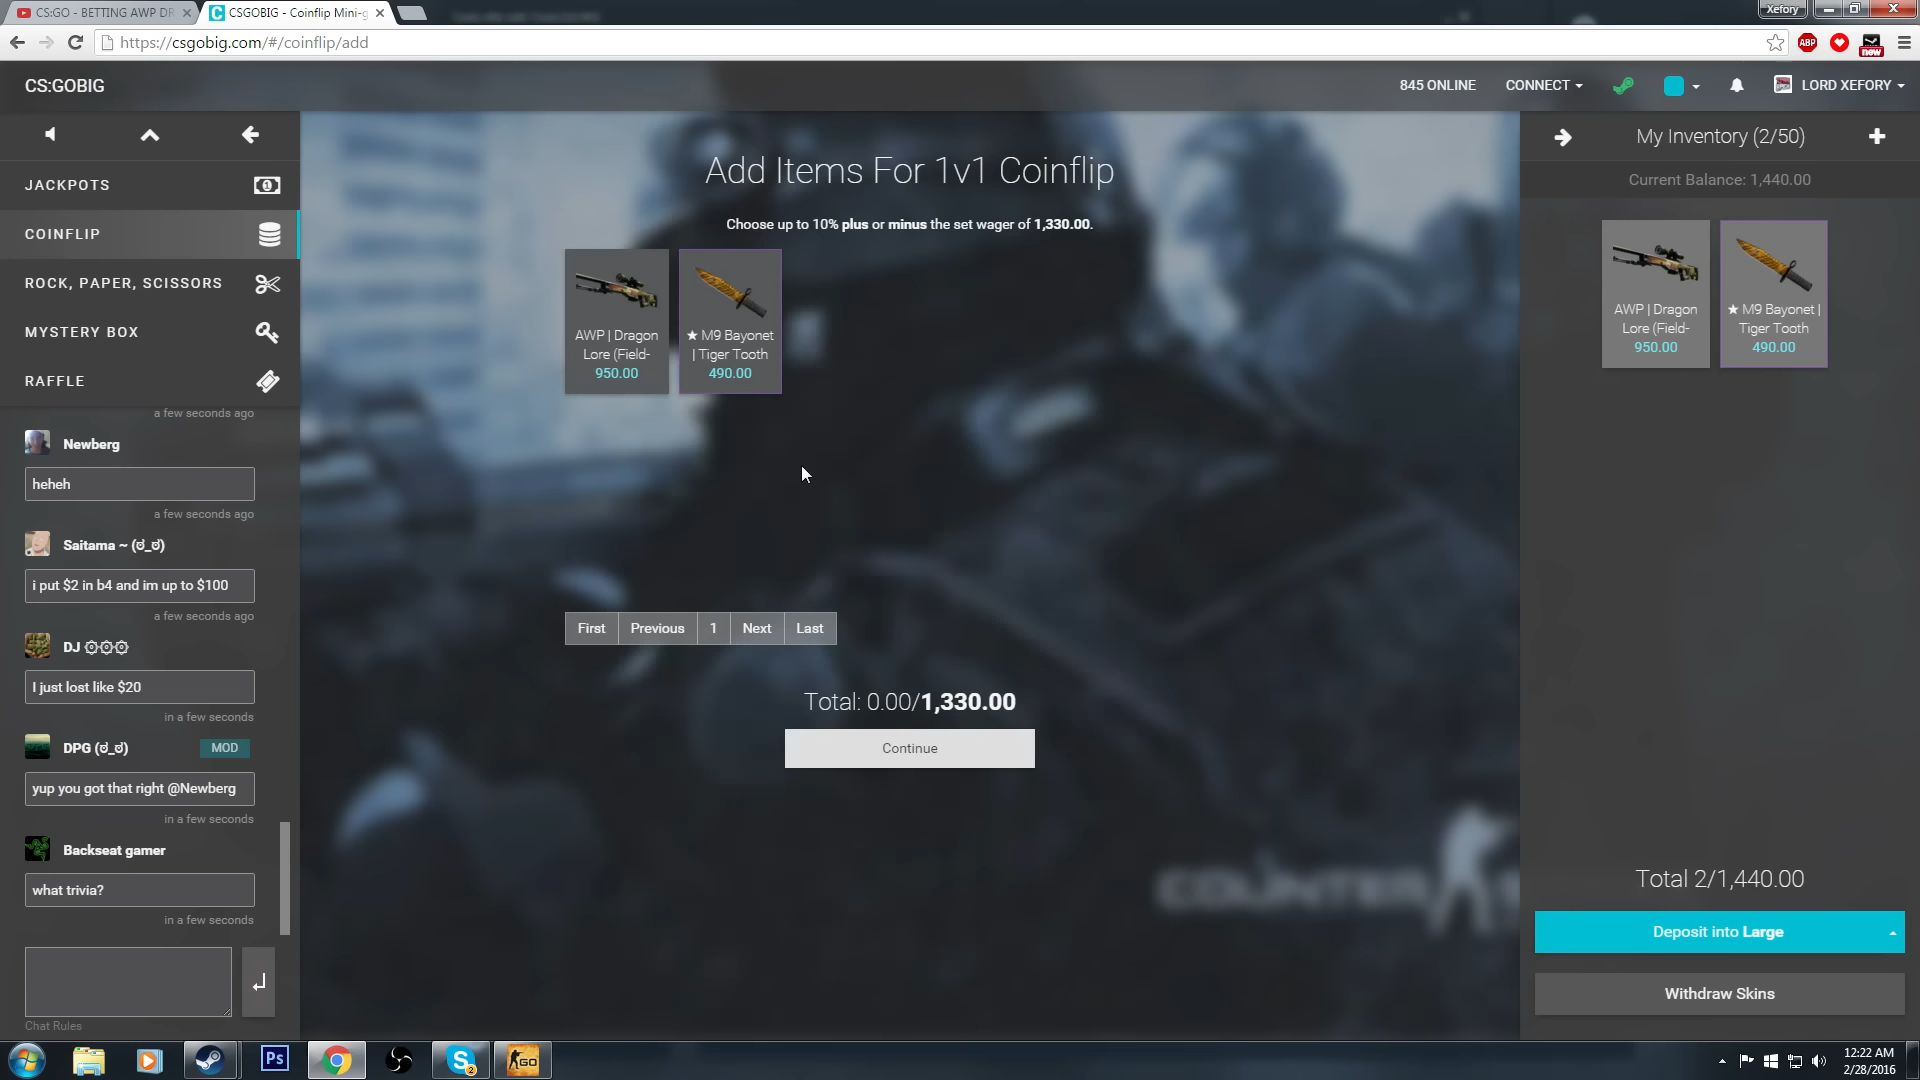 CS:GO - BETTING AWP DR
CSGOBIG - Coinflip Mini-g
Xefory
https://csgobig.com/#/coinflip/add
ABP
new
CS:GOBIG
845 ONLINE
CONNECT
LORD XEFORY
JACKPOTS
COINFLIP
ROCK, PAPER, SCISSORS
MYSTERY BOX
RAFFLE
a few seconds ago
Newberg
heheh
a few seconds ago
Saitama ~ (ಠ_ಠ)
i put $2 in b4 and im up to $100
a few seconds ago
DJ ۞۞۞
I just lost like $20
in a few seconds
DPG (ಠ_ಠ)
MOD
yup you got that right @Newberg
in a few seconds
Backseat gamer
what trivia?
in a few seconds
Chat Rules
Add Items For 1v1 Coinflip
Choose up to 10% plus or minus the set wager of 1,330.00.
AWP | Dragon
Lore (Field-
950.00
★ M9 Bayonet
| Tiger Tooth
490.00
First
Previous
1
Next
Last
Total: 0.00/1,330.00
Continue
COUNTER
My Inventory (2/50)
Current Balance: 1,440.00
AWP | Dragon
Lore (Field-
950.00
★ M9 Bayonet |
Tiger Tooth
490.00
Total 2/1,440.00
Deposit into Large
Withdraw Skins
Ps
2
GO
12:22 AM
2/28/2016